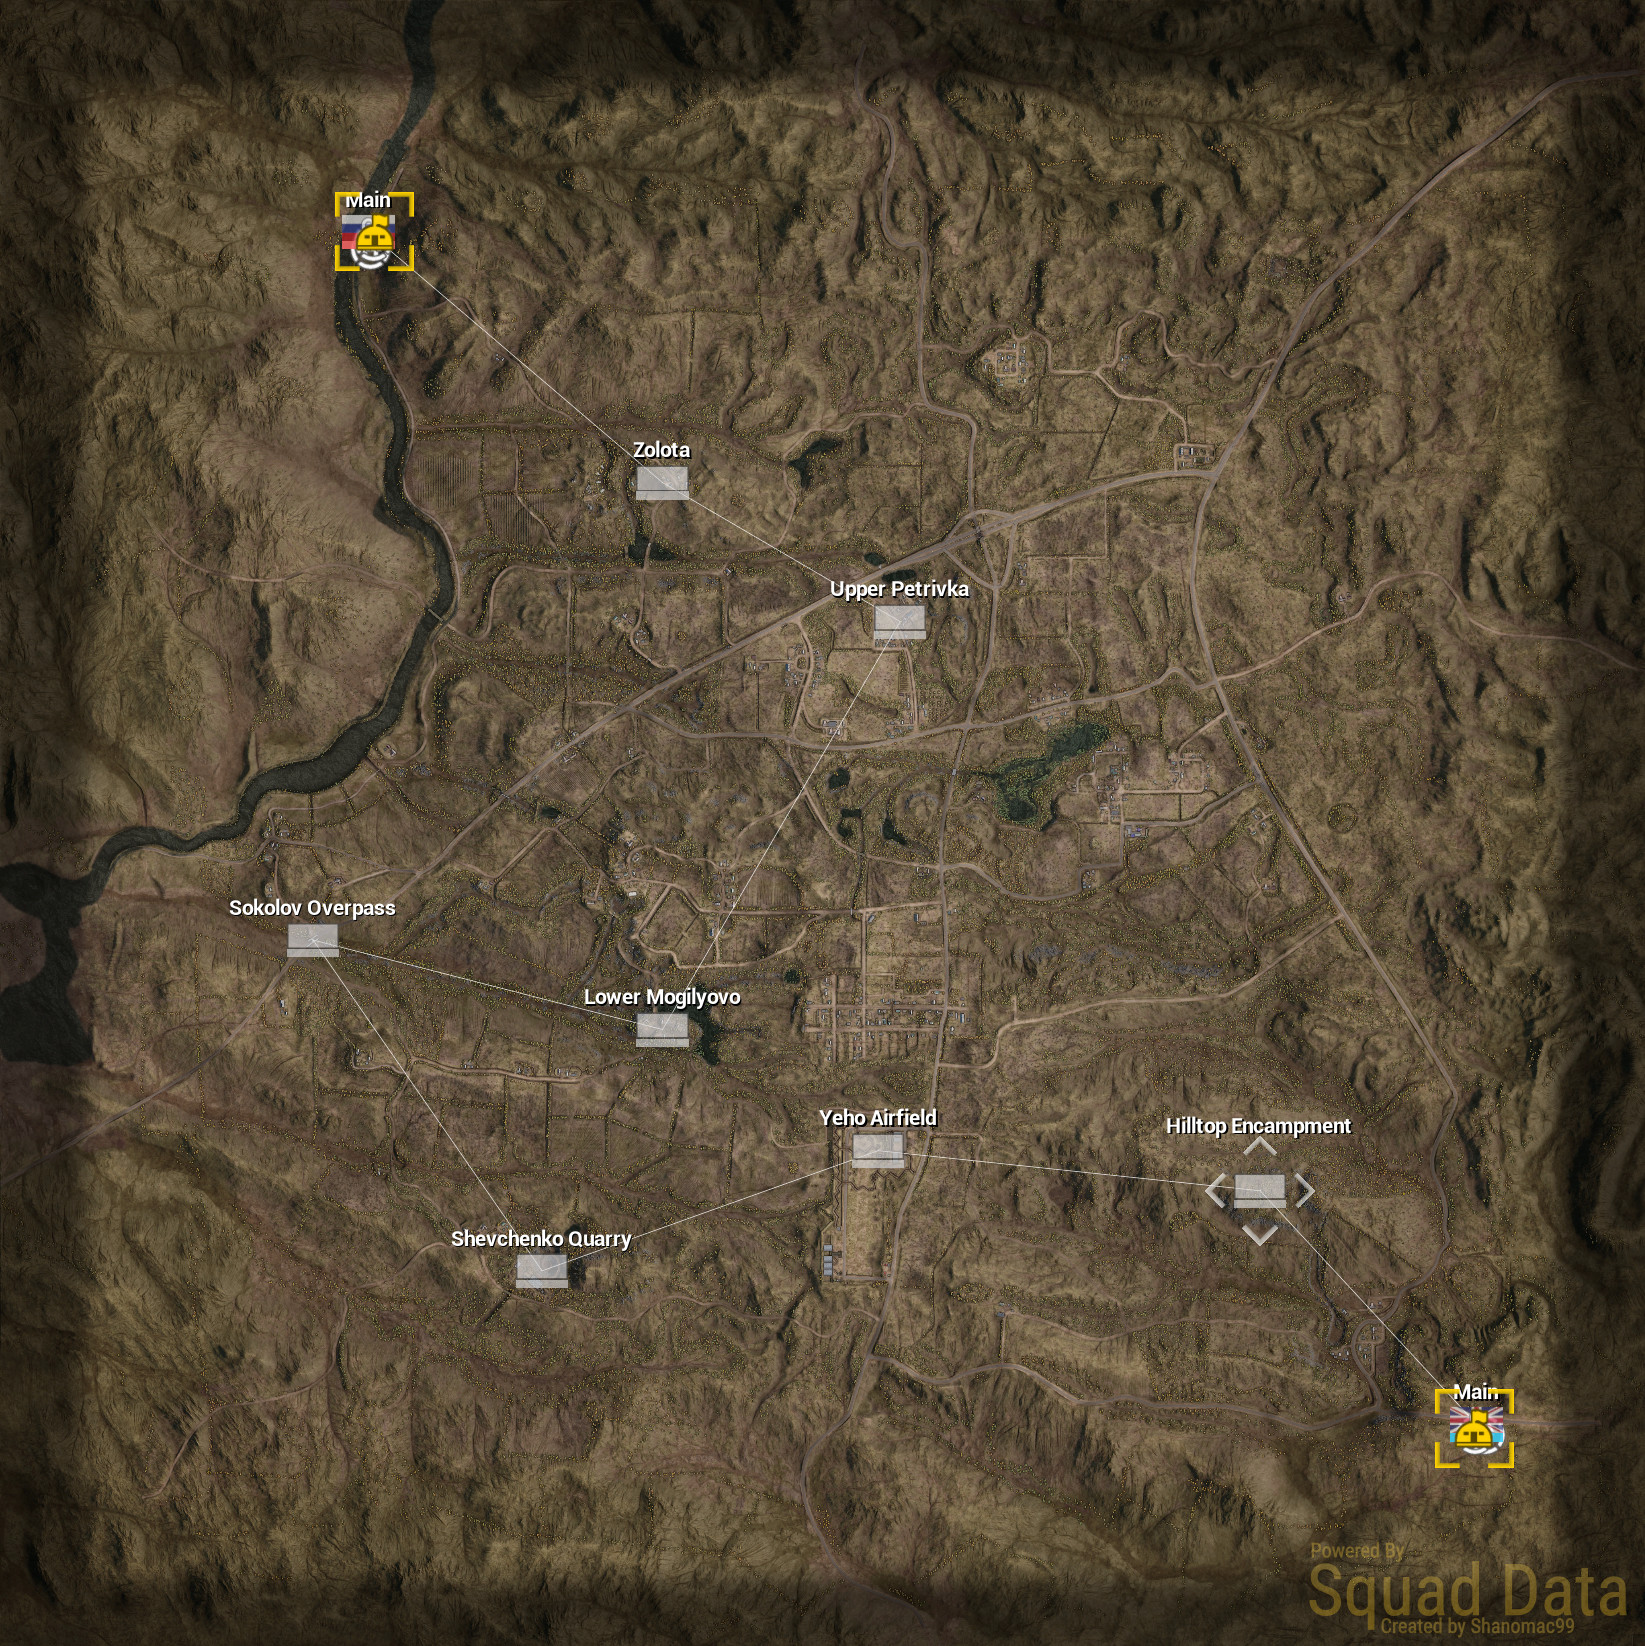 Main
Zolota
Upper Petrivka
Sokolov Overpass
Lower Mogilyovo
Yeho Airfield
Hilltop Encampment
Shevchenko Quarry
Main
Powered By
Squad Data
Created by Shanomac99